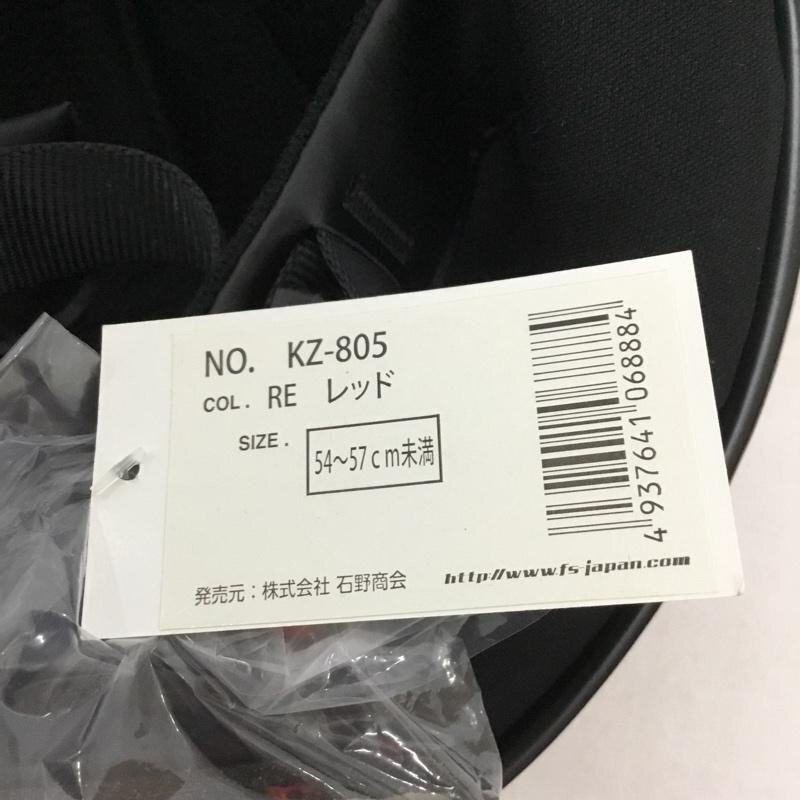 NO. KZ-805
COL. RE レッド
SIZE. 54～57cm未満
4937641068884
発売元：株式会社 石野商会
http://www.fs-japan.com